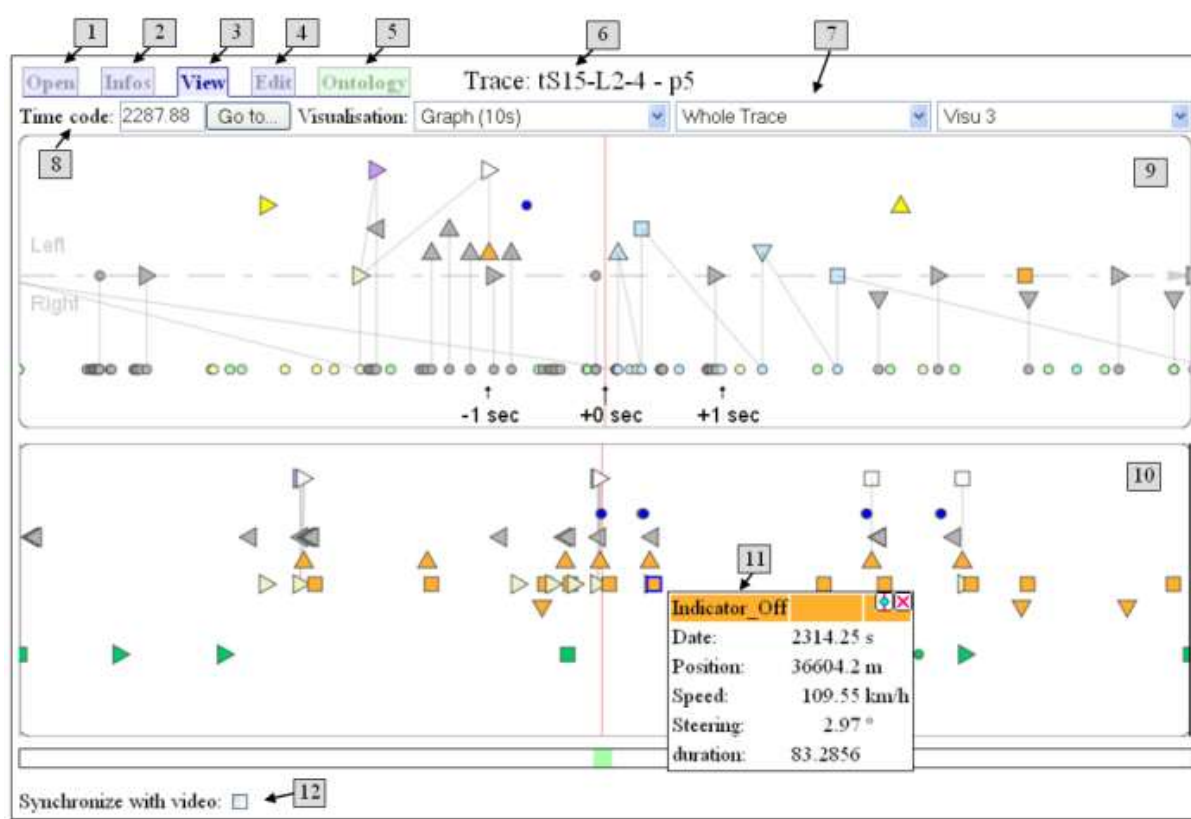 1 2 3 4 5 6 7
Open Infos View Edit Ontology Trace: tS15-L2-4 - p5
Time code: 2287.88 Go to... Visualisation: Graph (10s) Whole Trace Visu 3
8 9
Left
Right
-1 sec +0 sec +1 sec
10
11
Indicator_Off
Date: 2314.25 s
Position: 36604.2 m
Speed: 109.55 km/h
Steering: 2.97 °
duration: 83.2856
Synchronize with video: 12